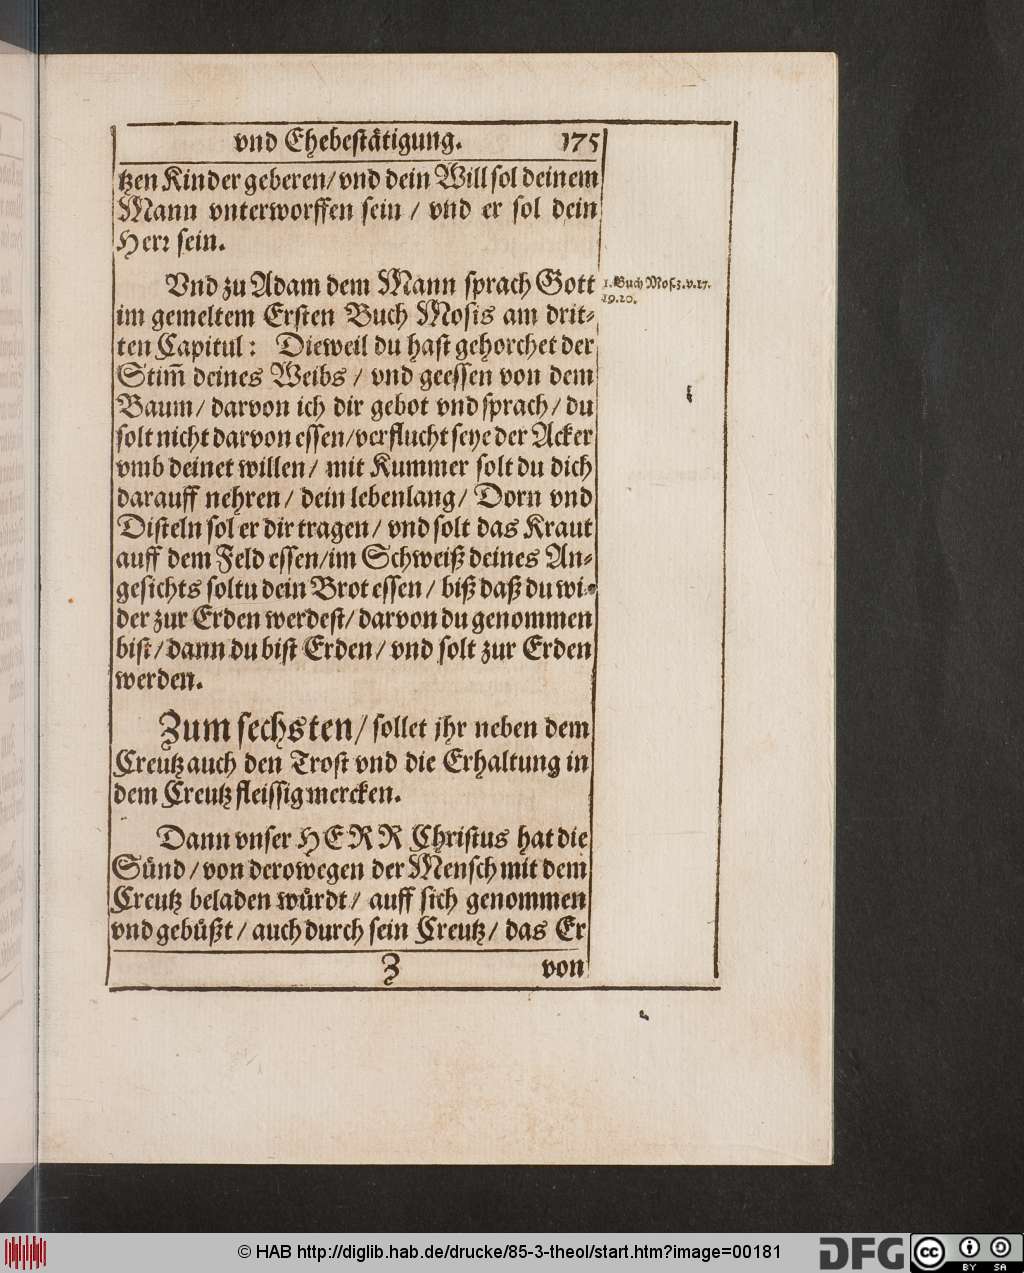 vnd Ehebestätigung. 175
tzen Kinder geberen/ vnd dein Will sol deinem
Mann vnterworffen sein / vnd er sol dein
Herr sein.
Vnd zu Adam dem Mann sprach Gott
1. Buch Mos. 3. v. 17.
19. 20.
im gemeltem Ersten Buch Mosis am drit-
ten Capitul: Dieweil du hast gehorchet der
Stim̃ deines Weibs / vnd geessen von dem
Baum/ darvon ich dir gebot vnd sprach/ du
solt nicht darvon essen/ verflucht seye der Acker
vmb deinet willen/ mit Kummer solt du dich
darauff nehren/ dein lebenlang/ Dorn vnd
Disteln sol er dir tragen/ vnd solt das Kraut
auff dem Feld essen/ im Schweiß deines An-
gesichts soltu dein Brot essen/ biß daß du wi-
der zur Erden werdest/ darvon du genommen
bist/ dann du bist Erden/ vnd solt zur Erden
werden.
Zum sechsten/ sollet jhr neben dem
Creutz auch den Trost vnd die Erhaltung in
dem Creutz fleissig mercken.
Dann vnser HERR Christus hat die
Sünd/ von derowegen der Mensch mit dem
Creutz beladen würdt/ auff sich genommen
vnd gebüßt/ auch durch sein Creutz/ das Er
Z von
© HAB http://diglib.hab.de/drucke/85-3-theol/start.htm?image=00181
DFG
cc BY SA